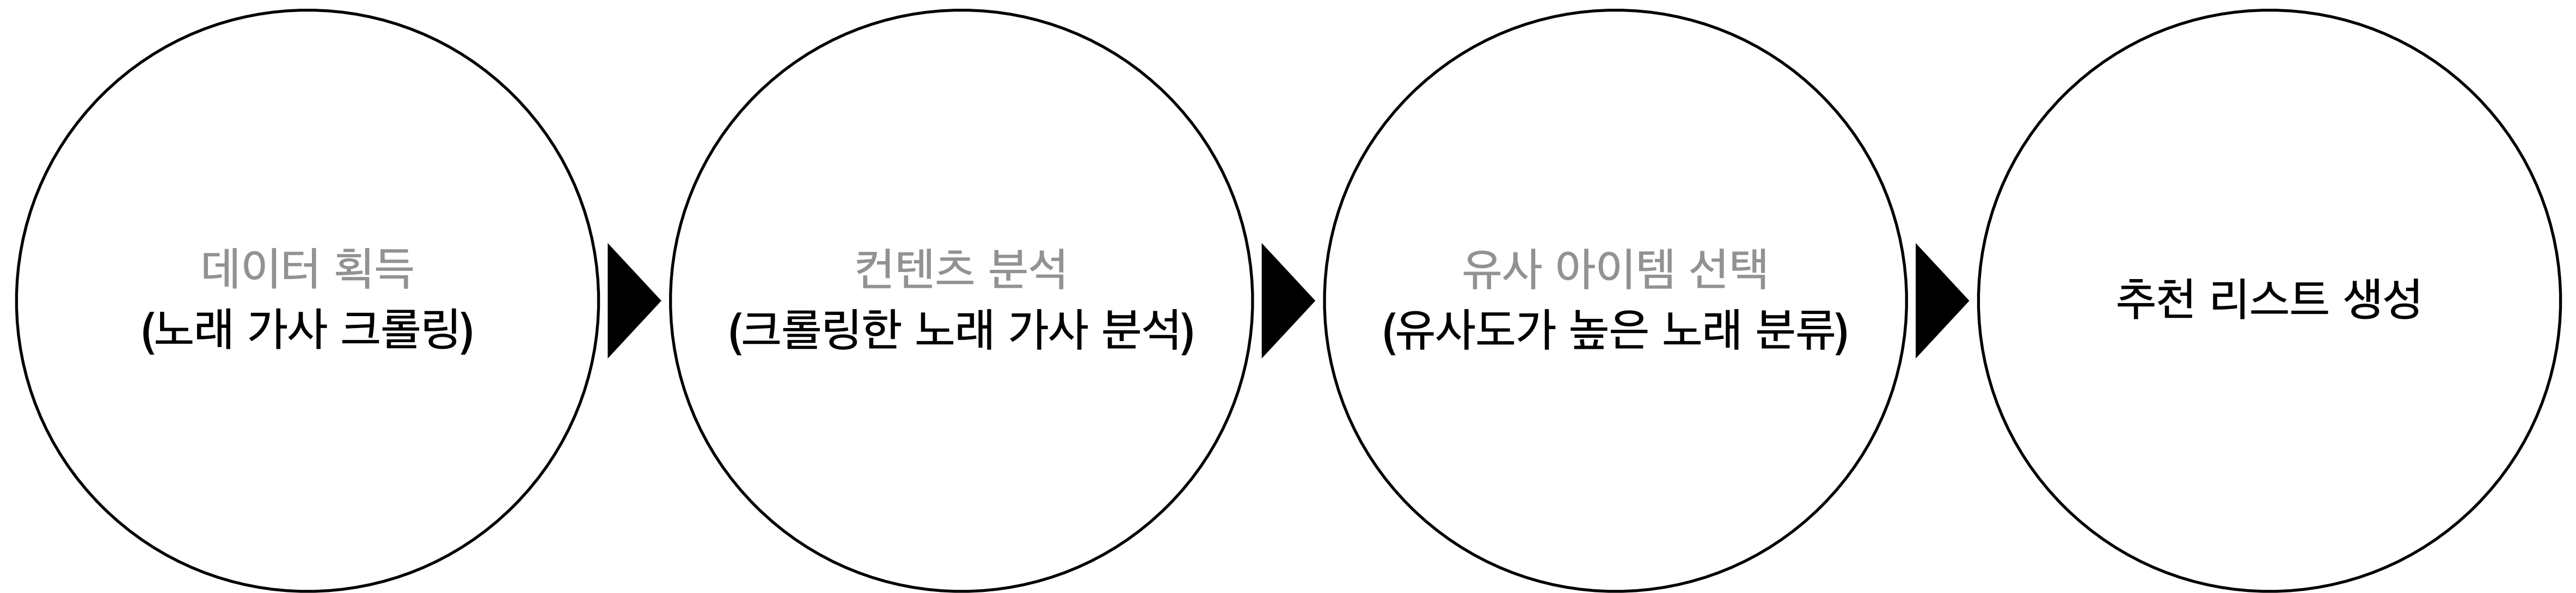 데이터 획득
(노래 가사 크롤링)
컨텐츠 분석
(크롤링한 노래 가사 분석)
유사 아이템 선택
(유사도가 높은 노래 분류)
추천 리스트 생성